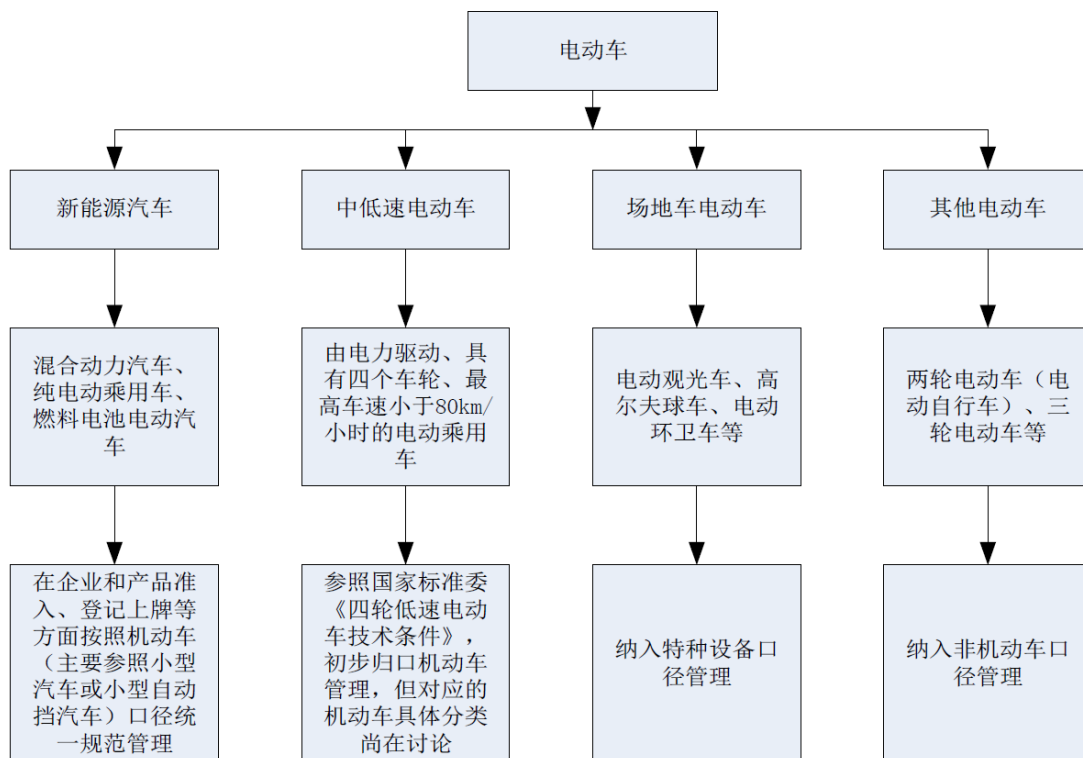 电动车
新能源汽车
中低速电动车
场地车电动车
其他电动车
混合动力汽车、
纯电动乘用车、
燃料电池电动汽
车
由电力驱动、具
有四个车轮、最
高车速小于80km/
小时的电动乘用
车
电动观光车、高
尔夫球车、电动
环卫车等
两轮电动车（电
动自行车）、三
轮电动车等
在企业和产品准
入、登记上牌等
方面按照机动车
（主要参照小型
汽车或小型自动
挡汽车）口径统
一规范管理
参照国家标准委
《四轮低速电动
车技术条件》，
初步归口机动车
管理，但对应的
机动车具体分类
尚在讨论
纳入特种设备口
径管理
纳入非机动车口
径管理